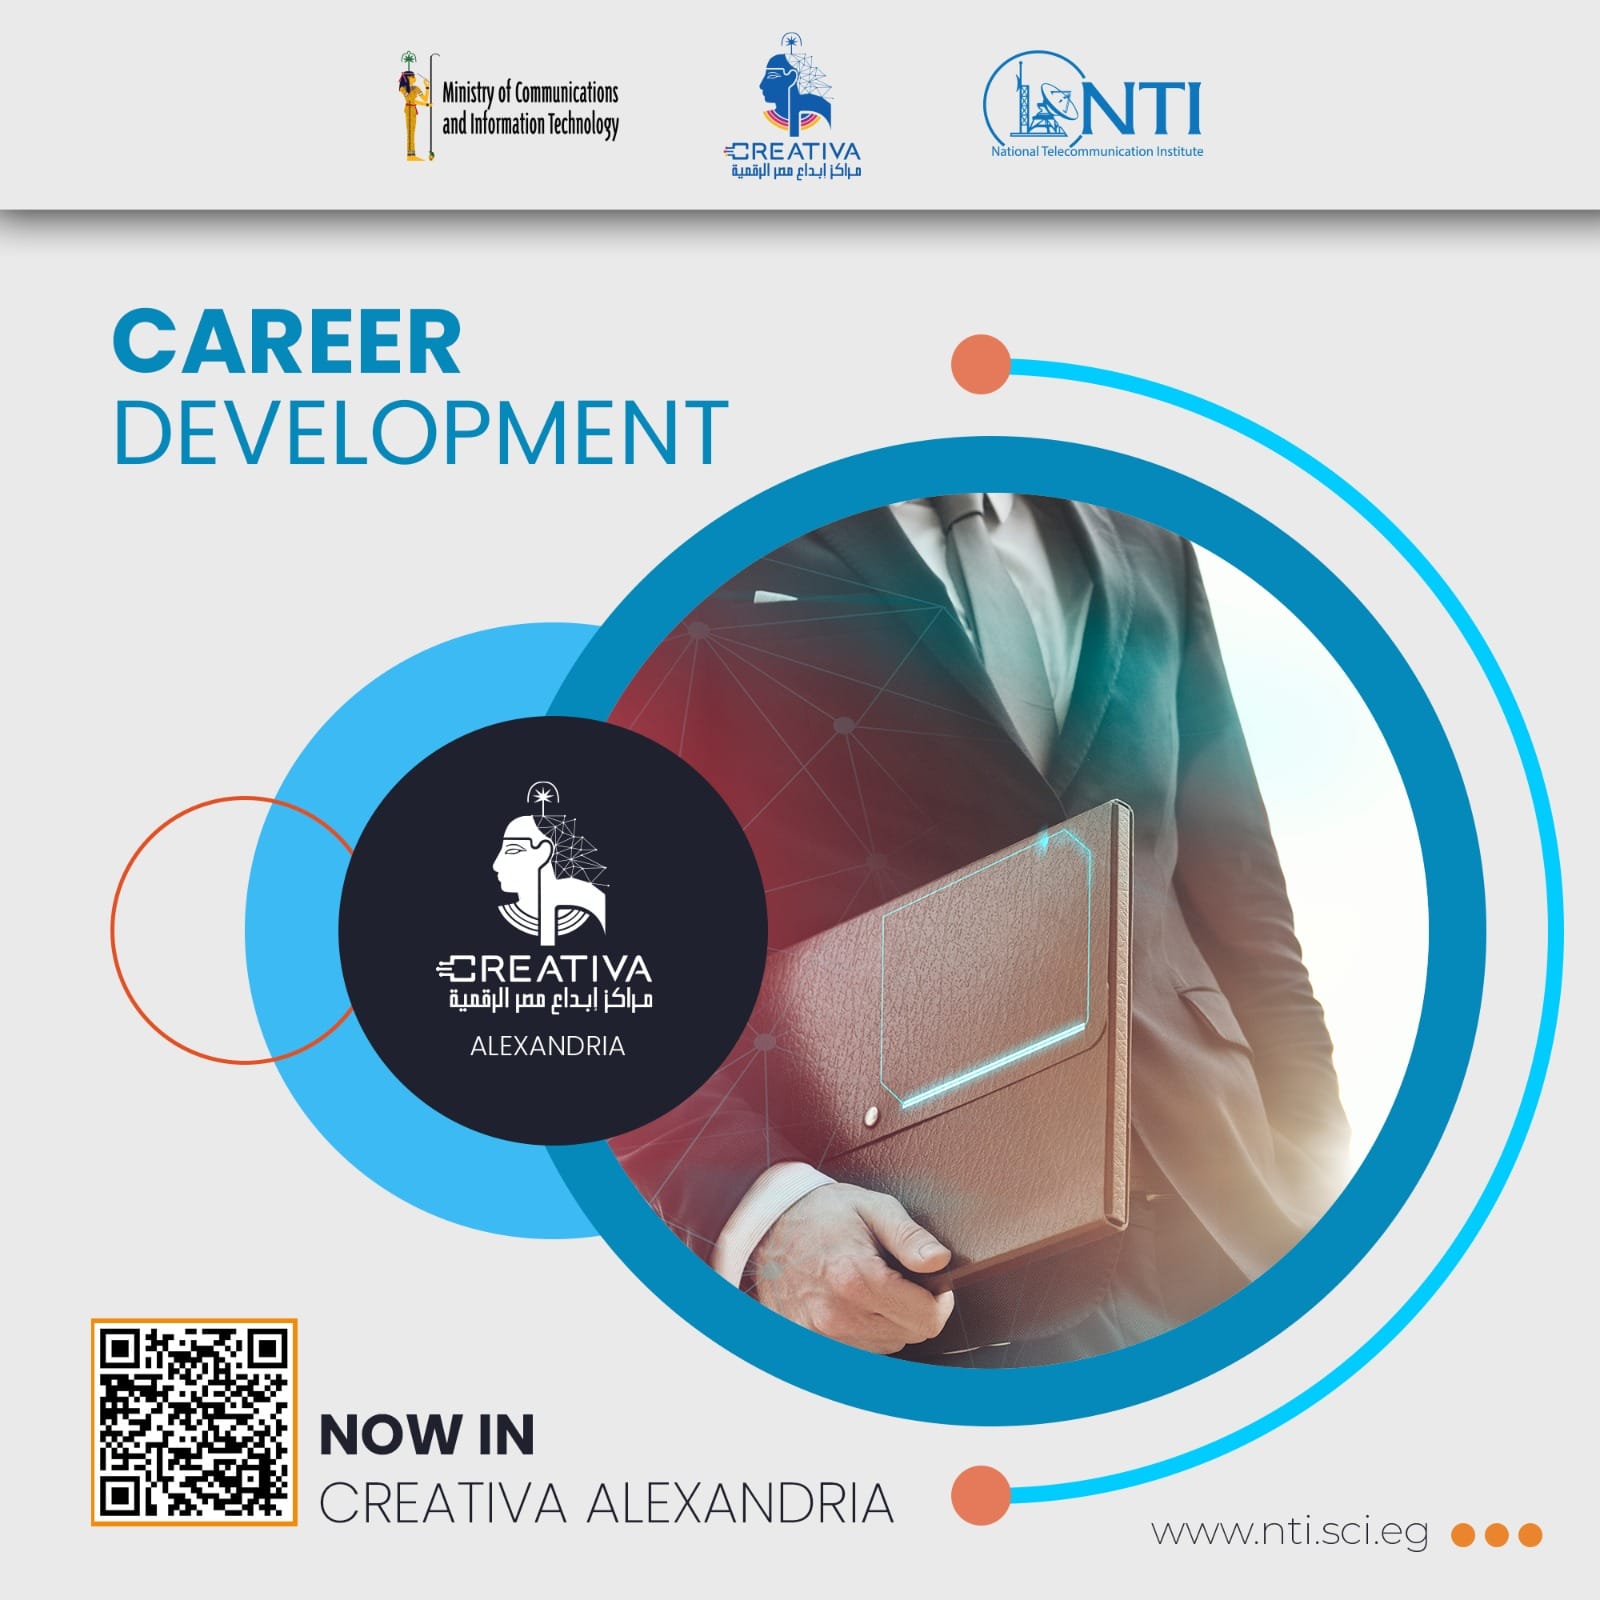 Ministry of Communications
and Information Technology
CREATIVA
مراكز إبداع مصر الرقمية
NTI
National Telecommunication Institute
CAREER
DEVELOPMENT
CREATIVA
مراكز إبداع مصر الرقمية
ALEXANDRIA
NOW IN
CREATIVA ALEXANDRIA
www.nti.sci.eg